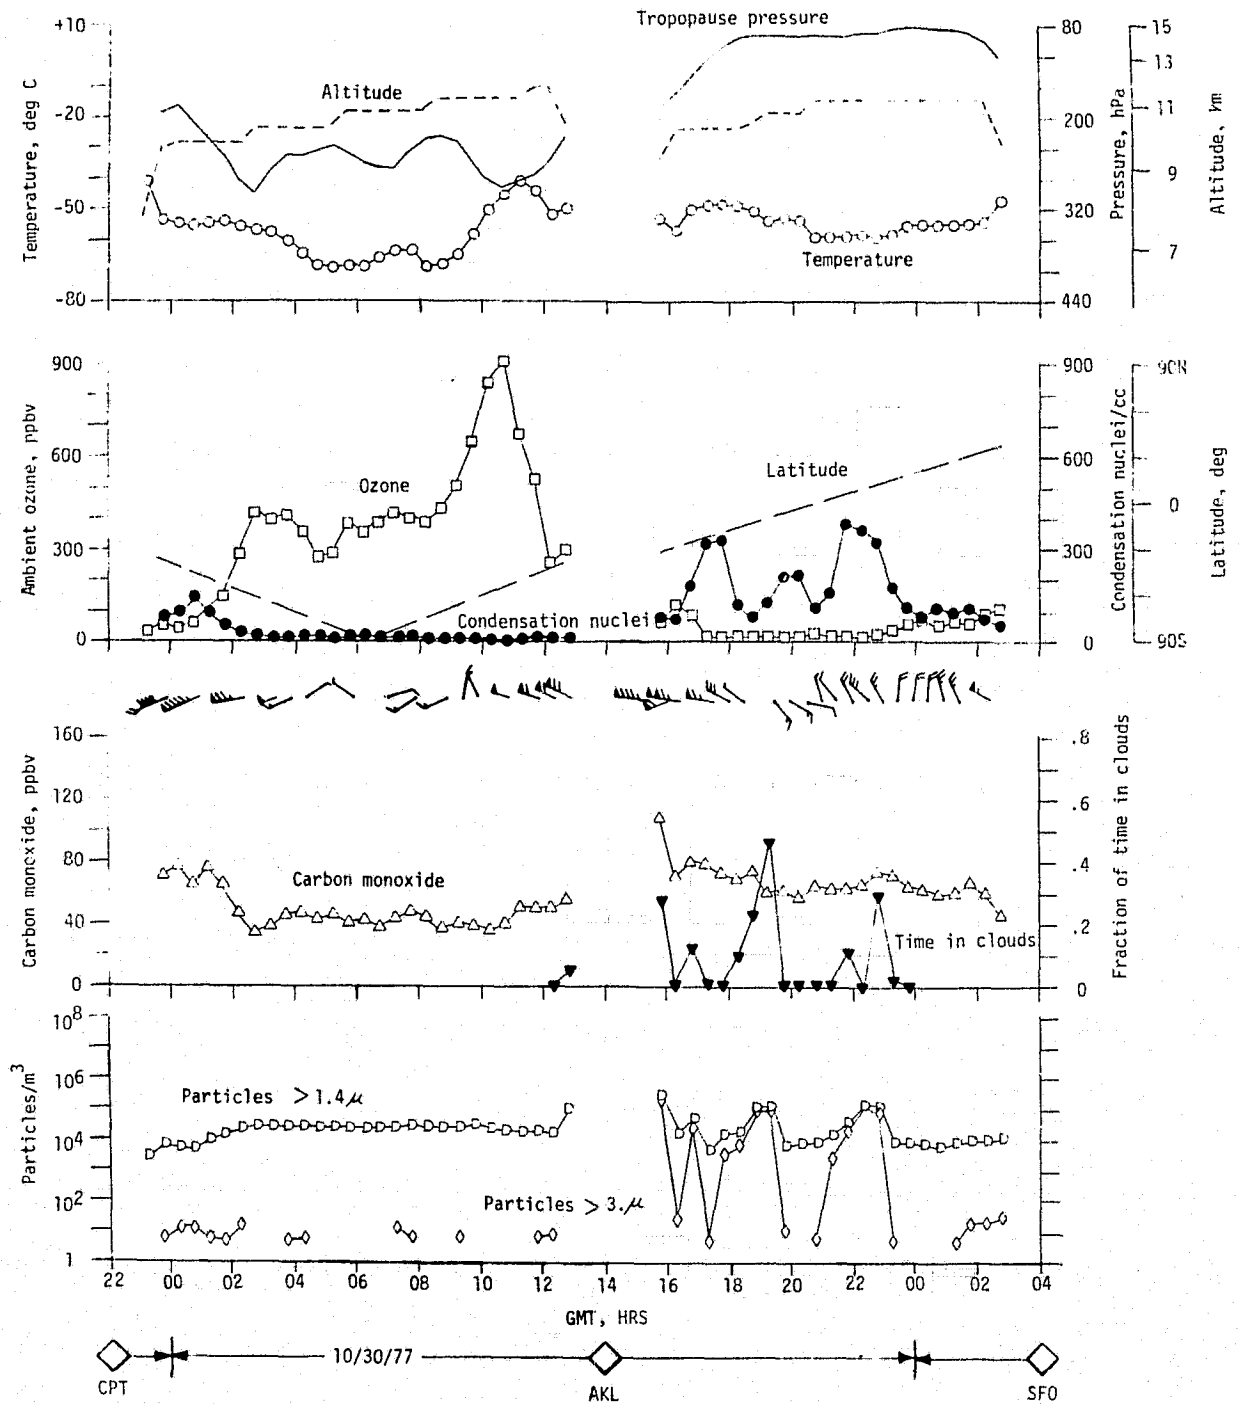 Tropopause pressure
Altitude
Temperature
+10
-20
-50
-80
Temperature, deg C
80
200
320
440
Pressure, hPa
15
13
11
9
7
Altitude, km
Ozone
Latitude
Condensation nuclei
900
600
300
0
Ambient ozone, ppbv
900
600
300
0
Condensation nuclei/cc
90N
0
90S
Latitude, deg
Carbon monoxide
Time in clouds
160
120
80
40
0
Carbon monoxide, ppbv
.8
.6
.4
.2
0
Fraction of time in clouds
Particles >1.4μ
Particles >3.μ
10^8
10^6
10^4
10^2
1
Particles/m^3
22 00 02 04 06 08 10 12 14 16 18 20 22 00 02 04
GMT, HRS
10/30/77
CPT AKL SFO